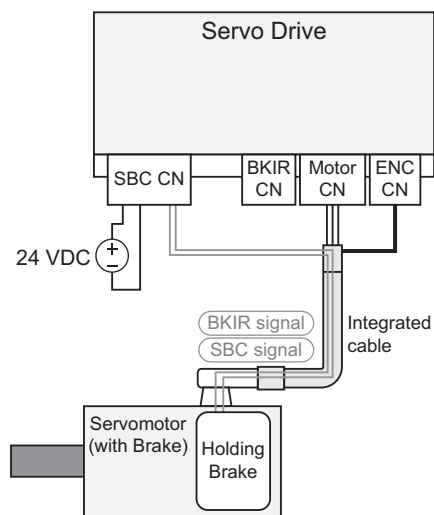 Servo Drive
SBC CN
BKIR
CN
Motor
CN
ENC
CN
24 VDC
+
−
BKIR signal
SBC signal
Integrated
cable
Servomotor
(with Brake)
Holding
Brake